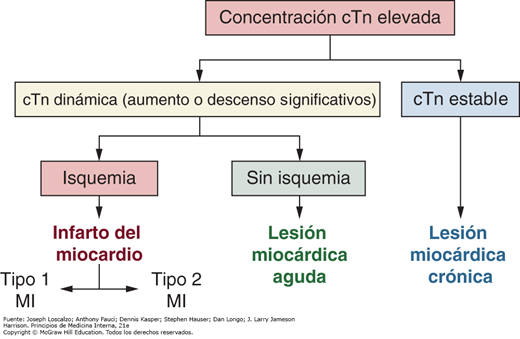 Concentración cTn elevada
cTn dinámica (aumento o descenso significativos)
cTn estable
Isquemia
Sin isquemia
Infarto del
miocardio
Lesión
miocárdica
aguda
Lesión
miocárdica
crónica
Tipo 1
MI
Tipo 2
MI
Fuente: Joseph Loscalzo; Anthony Fauci; Dennis Kasper; Stephen Hauser; Dan Longo; J. Larry Jameson
Harrison. Principios de Medicina Interna, 21e
Copyright © McGraw Hill Education. Todos los derechos reservados.